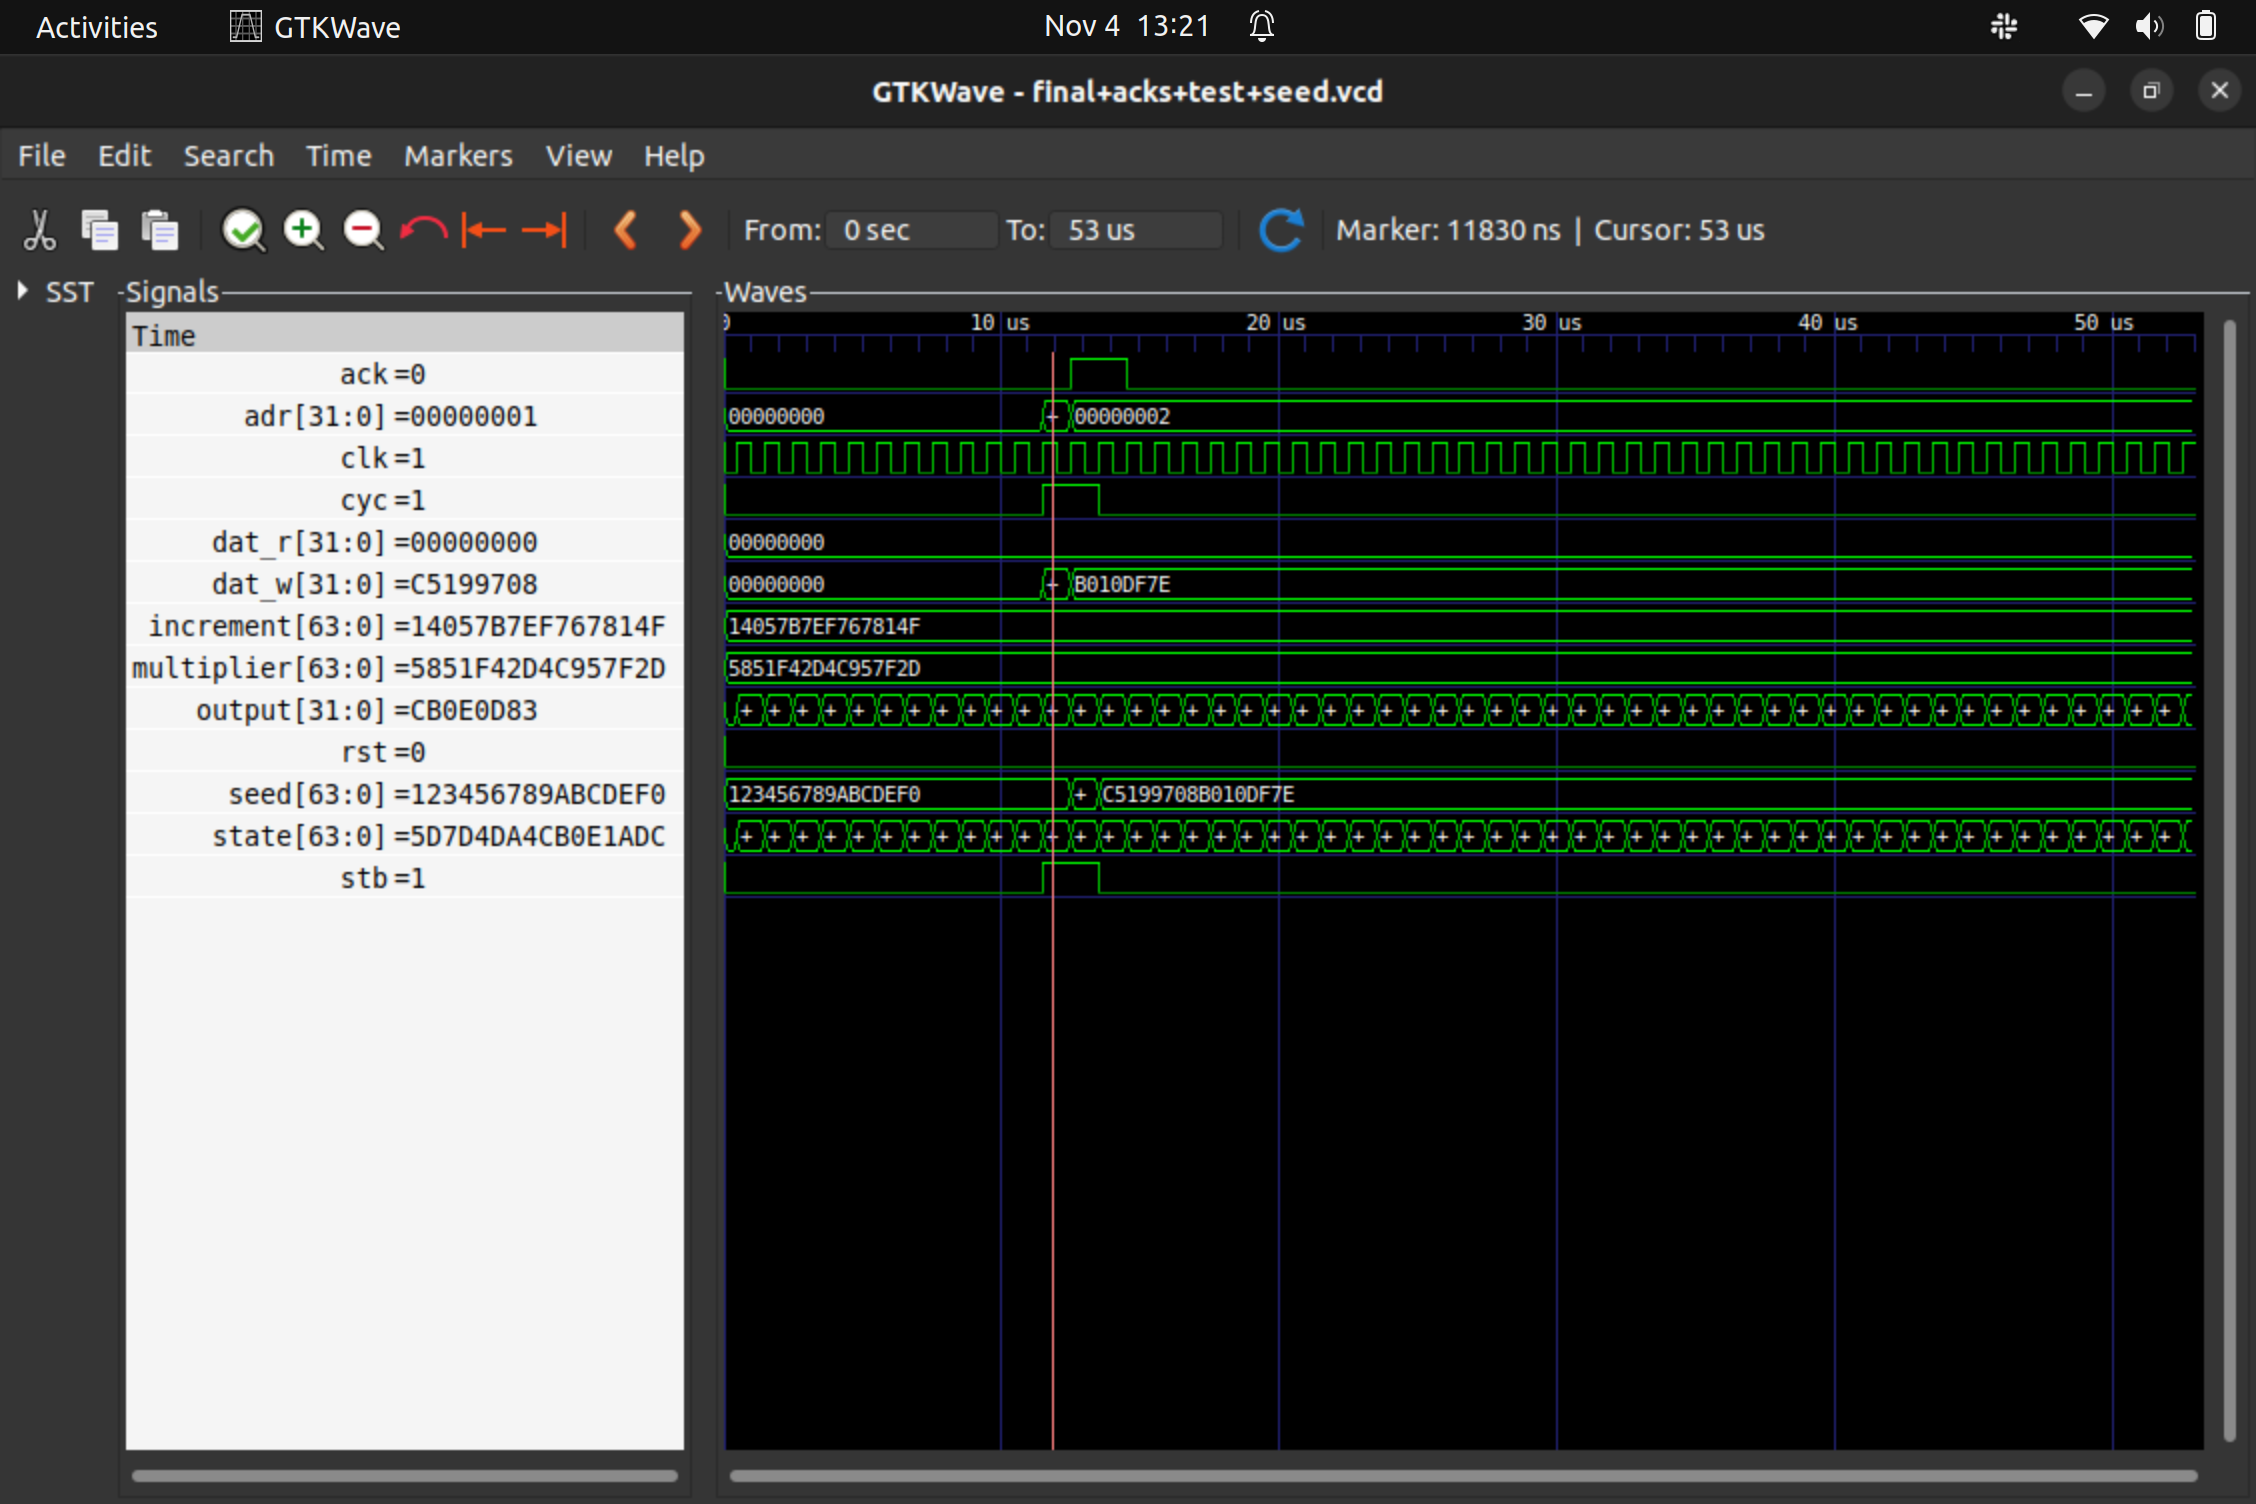 Activities GTKWave Nov 4 13:21
GTKWave - final+acks+test+seed.vcd
File Edit Search Time Markers View Help
From: 0 sec To: 53 us Marker: 11830 ns | Cursor: 53 us
SST Signals Waves
Time
0 10 us 20 us 30 us 40 us 50 us
ack =0
adr[31:0] =00000001 00000000 + 00000002
clk =1
cyc =1
dat_r[31:0] =00000000 00000000
dat_w[31:0] =C5199708 00000000 + B010DF7E
increment[63:0] =14057B7EF767814F 14057B7EF767814F
multiplier[63:0] =5851F42D4C957F2D 5851F42D4C957F2D
output[31:0] =CB0E0D83 + + + + + + + + + + + + + + + + + + + + + + + + + + + + + + + + + + + + + + + + + + + + + + + + + + + +
rst =0
seed[63:0] =123456789ABCDEF0 123456789ABCDEF0 + C5199708B010DF7E
state[63:0] =5D7D4DA4CB0E1ADC + + + + + + + + + + + + + + + + + + + + + + + + + + + + + + + + + + + + + + + + + + + + + + + + + + + +
stb =1